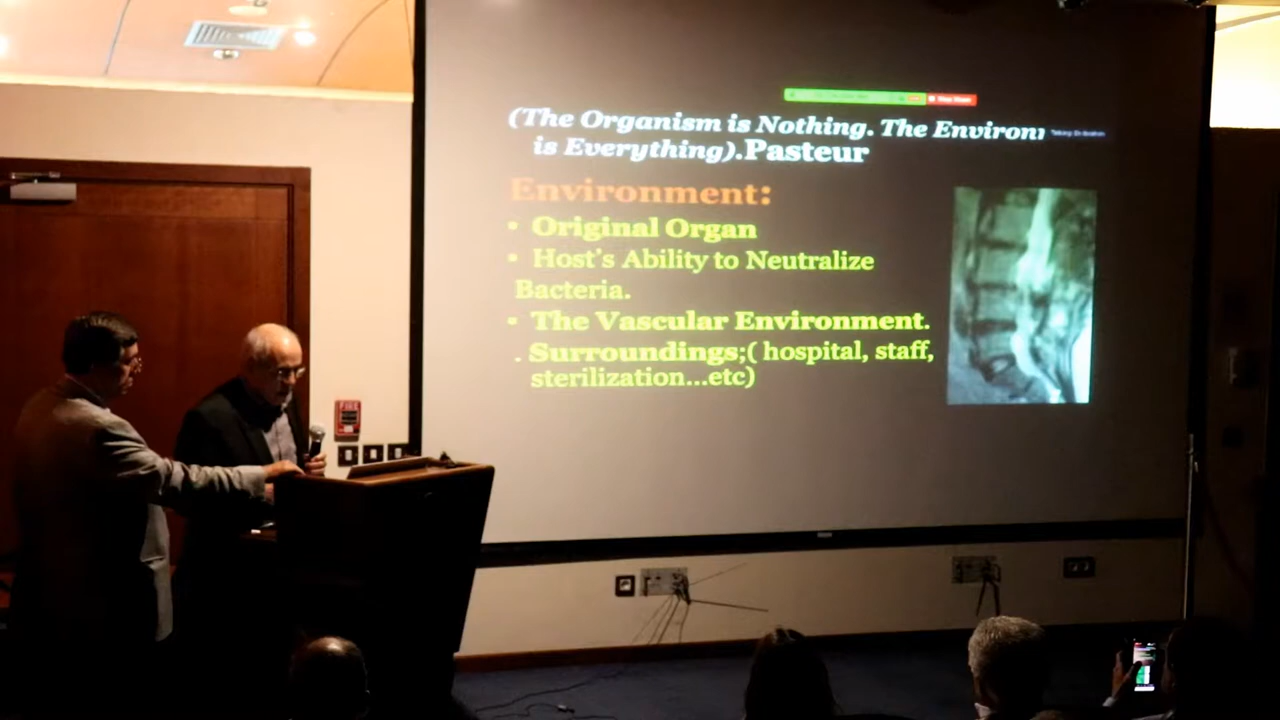 (The Organism is Nothing. The Environ
is Everything).Pasteur
Environment:
• Original Organ
• Host's Ability to Neutralize
Bacteria.
• The Vascular Environment.
. Surroundings;( hospital, staff,
sterilization...etc)
FIRE